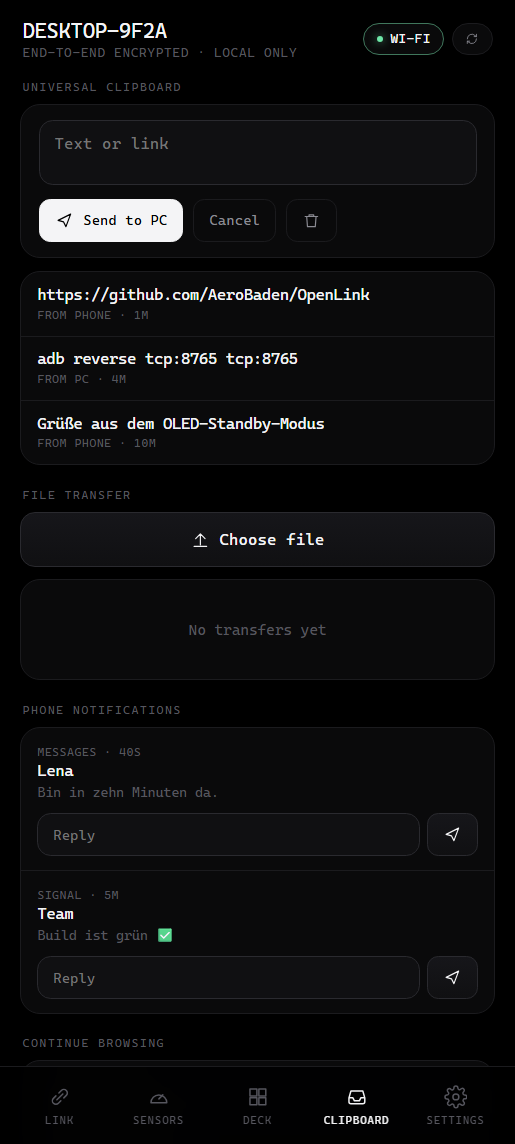 DESKTOP-9F2A
END-TO-END ENCRYPTED · LOCAL ONLY
WI-FI
UNIVERSAL CLIPBOARD
Text or link
Send to PC
Cancel
https://github.com/AeroBaden/OpenLink
FROM PHONE · 1M
adb reverse tcp:8765 tcp:8765
FROM PC · 4M
Grüße aus dem OLED-Standby-Modus
FROM PHONE · 10M
FILE TRANSFER
Choose file
No transfers yet
PHONE NOTIFICATIONS
MESSAGES · 40S
Lena
Bin in zehn Minuten da.
Reply
SIGNAL · 5M
Team
Build ist grün ✅
Reply
CONTINUE BROWSING
LINK
SENSORS
DECK
CLIPBOARD
SETTINGS